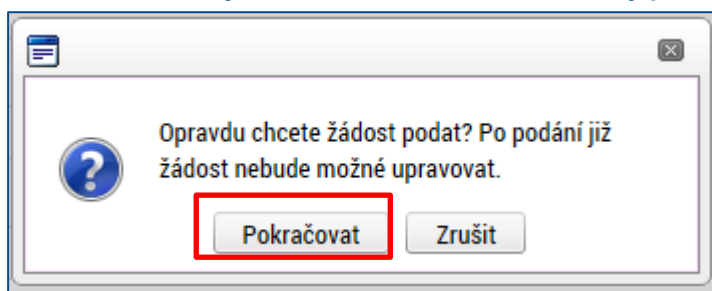 Opravdu chcete žádost podat? Po podání již
žádost nebude možné upravovat.
Pokračovat Zrušit